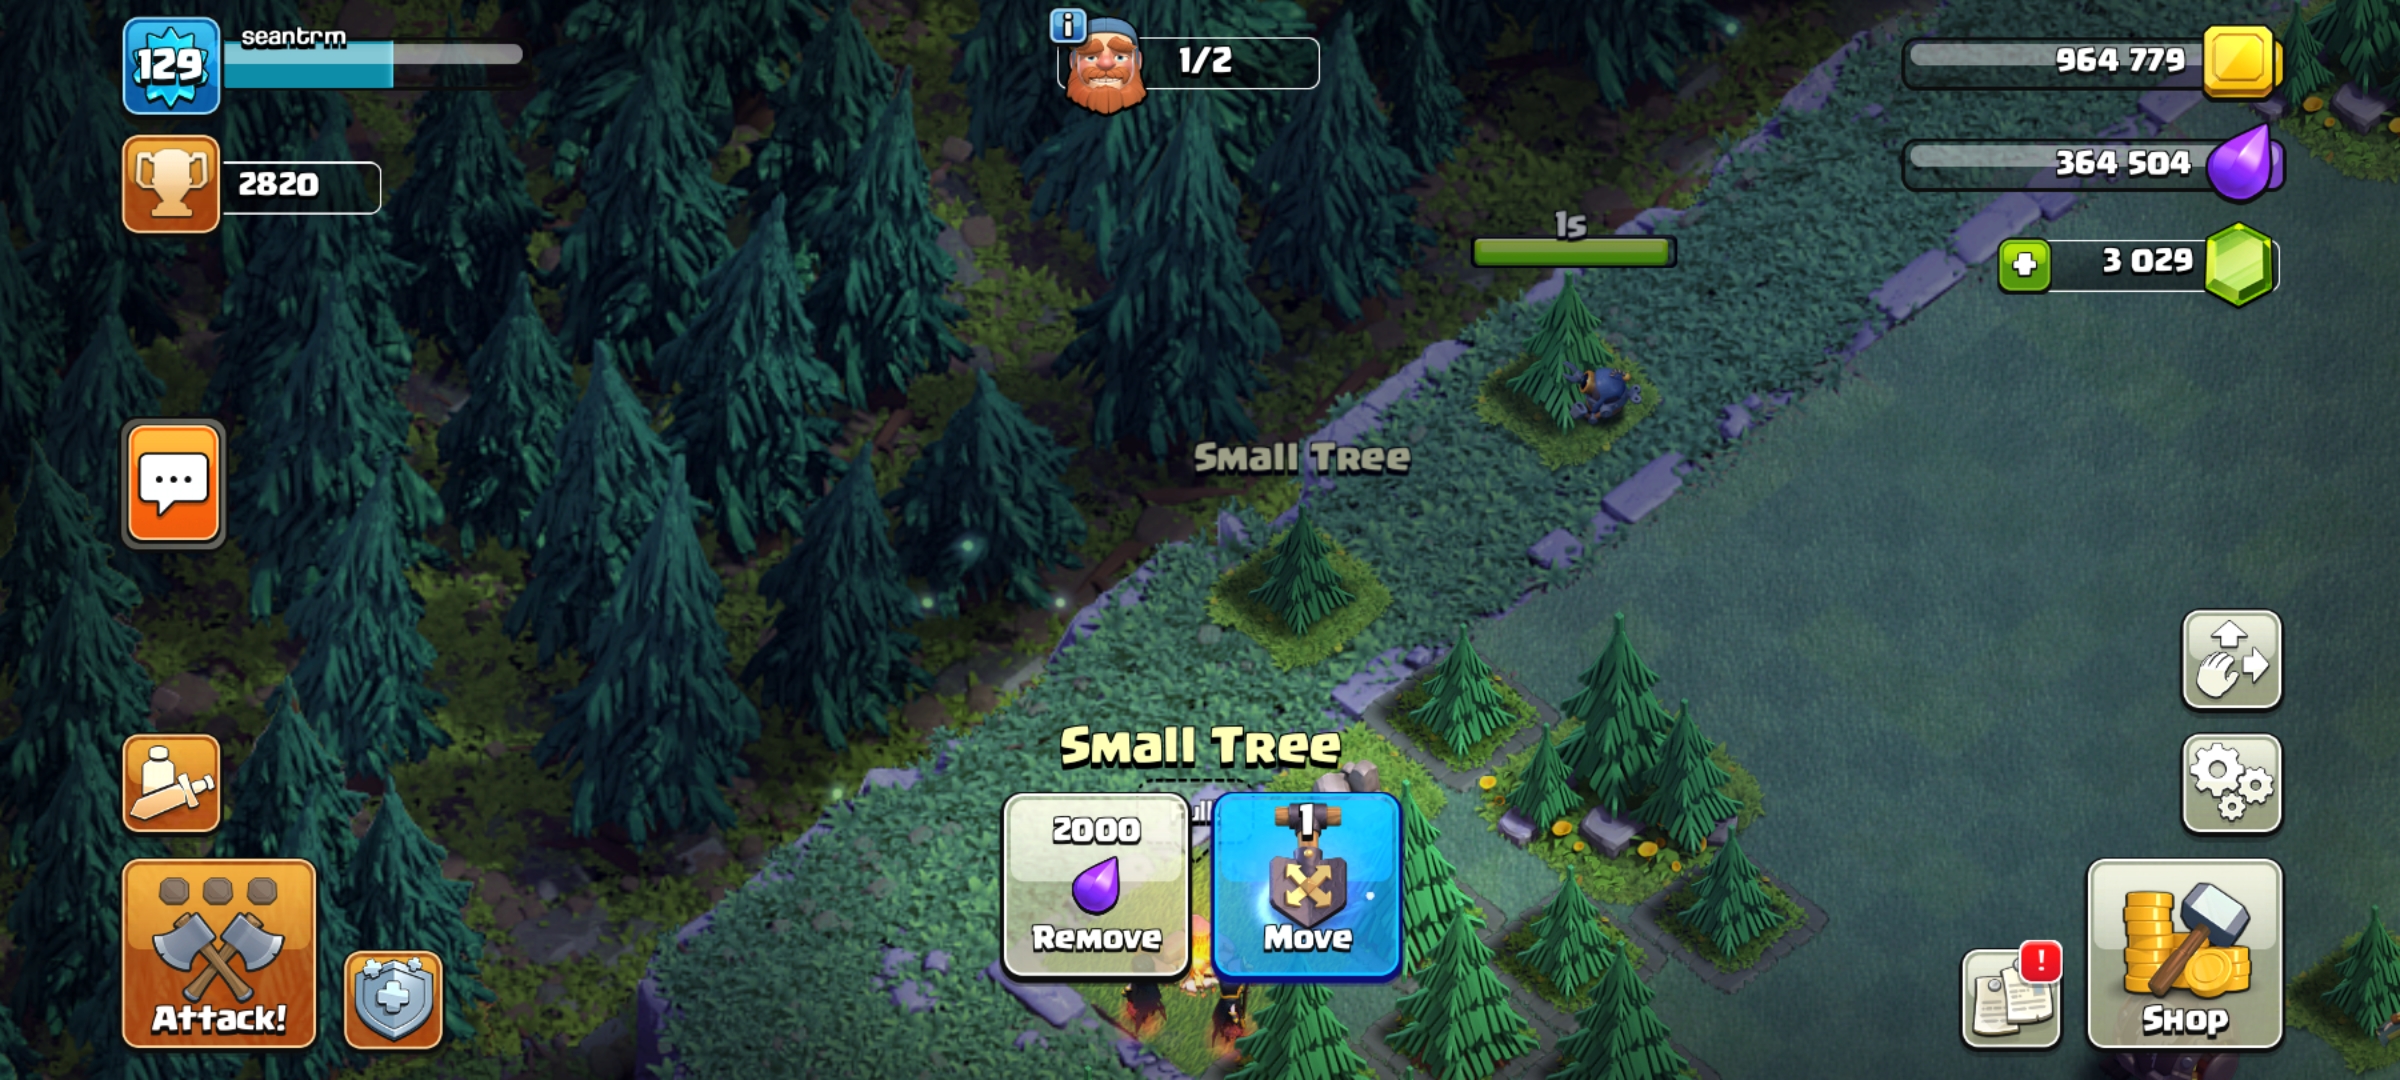 129
seantrm
1/2
964 779
2820
364 504
1s
3 029
Small Tree
Small Tree
2000
1
Remove
Move
!
Attack!
Shop